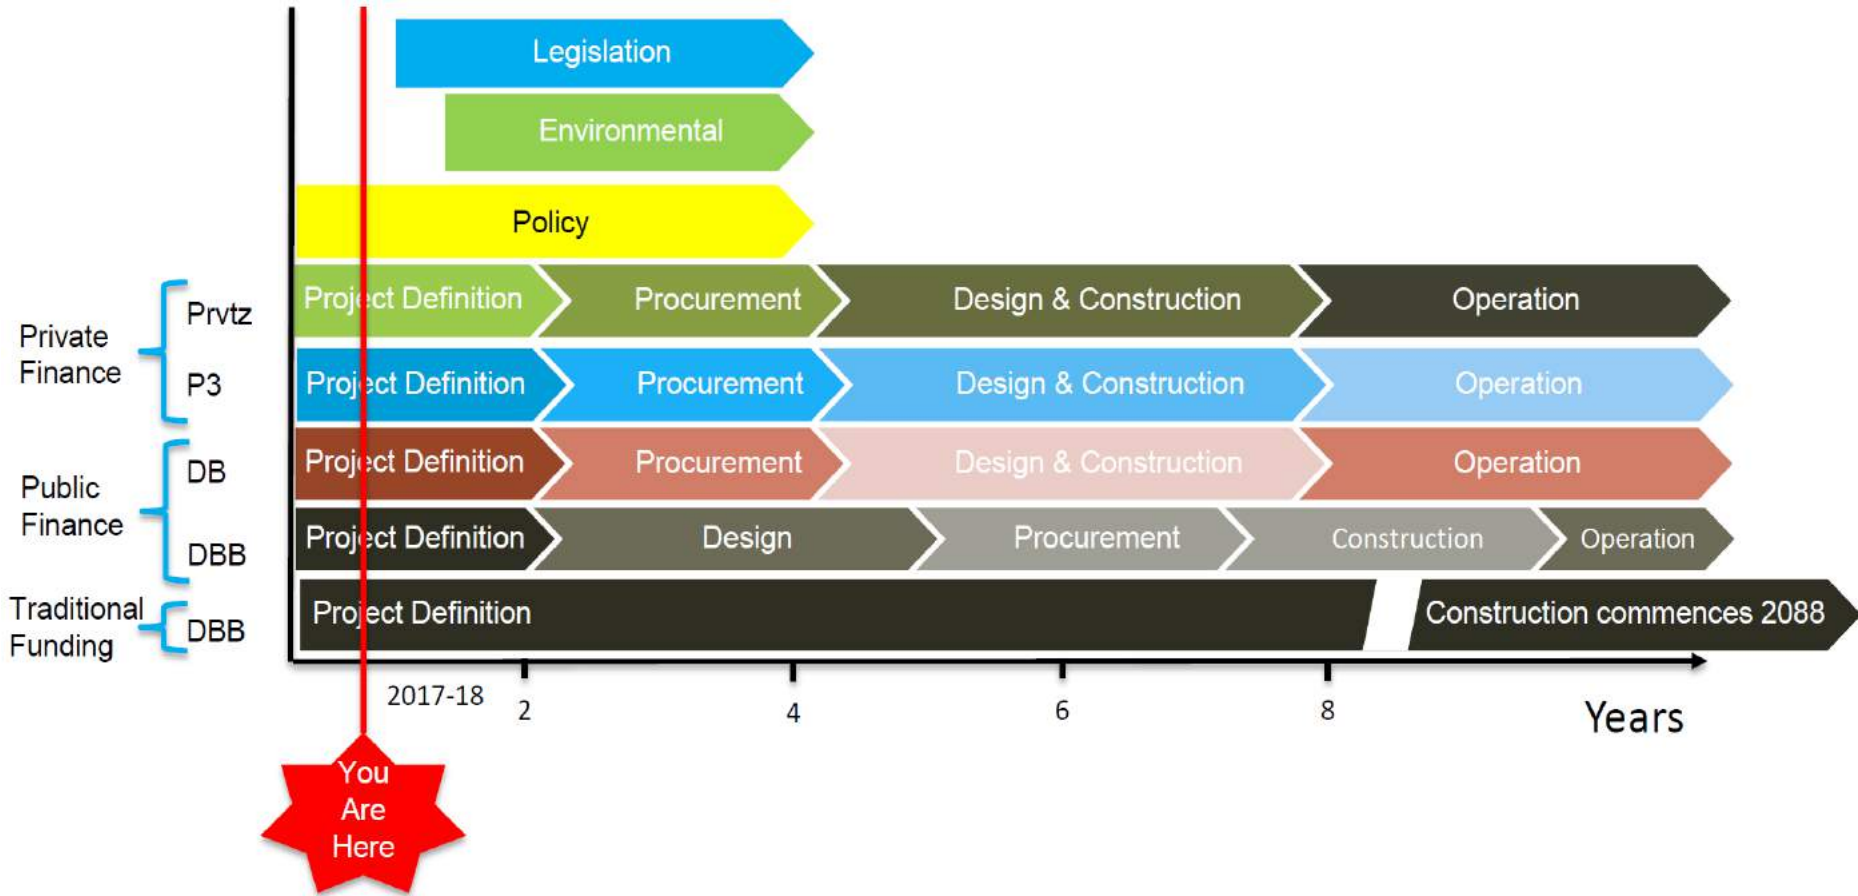 Legislation
Environmental
Policy
Private
Finance
Prvtz
Project Definition
Procurement
Design & Construction
Operation
P3
Project Definition
Procurement
Design & Construction
Operation
Public
Finance
DB
Project Definition
Procurement
Design & Construction
Operation
DBB
Project Definition
Design
Procurement
Construction
Operation
Traditional
Funding
DBB
Project Definition
Construction commences 2088
2017-18
2
4
6
8
Years
You
Are
Here